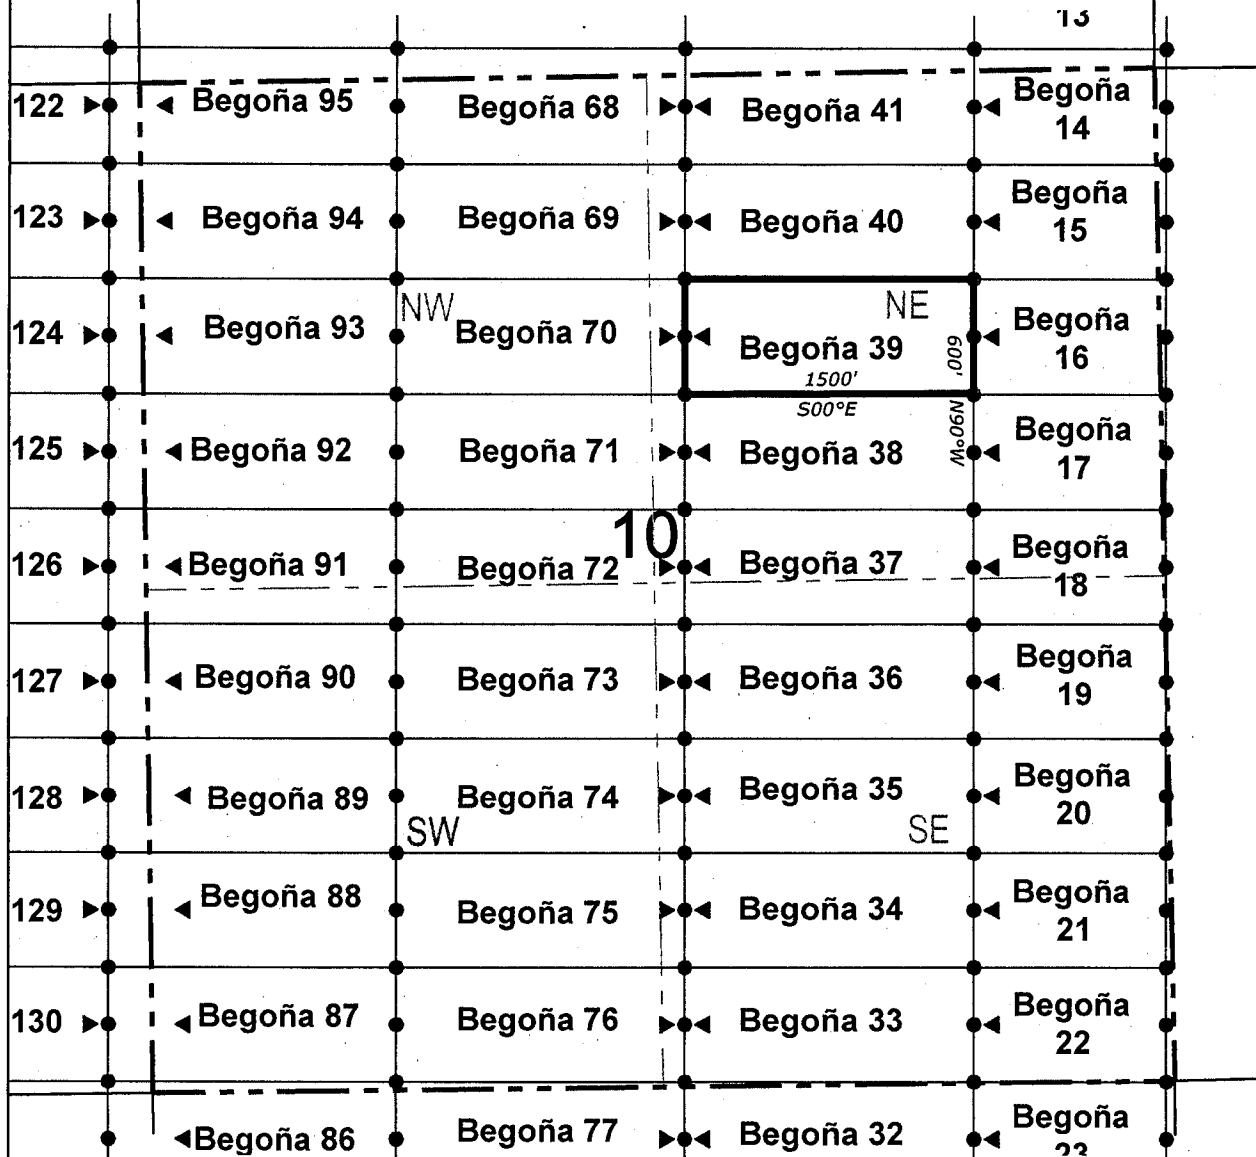 13
122 Begoña 95 Begoña 68 Begoña 41 Begoña
14
123 Begoña 94 Begoña 69 Begoña 40 Begoña
15
NW NE
124 Begoña 93 Begoña 70 Begoña 39 Begoña
16
1500' 600'
S00°E N90°W
125 Begoña 92 Begoña 71 Begoña 38 Begoña
17
10
126 Begoña 91 Begoña 72 Begoña 37 Begoña
18
127 Begoña 90 Begoña 73 Begoña 36 Begoña
19
128 Begoña 89 Begoña 74 Begoña 35 Begoña
20
SW SE
129 Begoña 88 Begoña 75 Begoña 34 Begoña
21
130 Begoña 87 Begoña 76 Begoña 33 Begoña
22
Begoña 86 Begoña 77 Begoña 32 Begoña
23